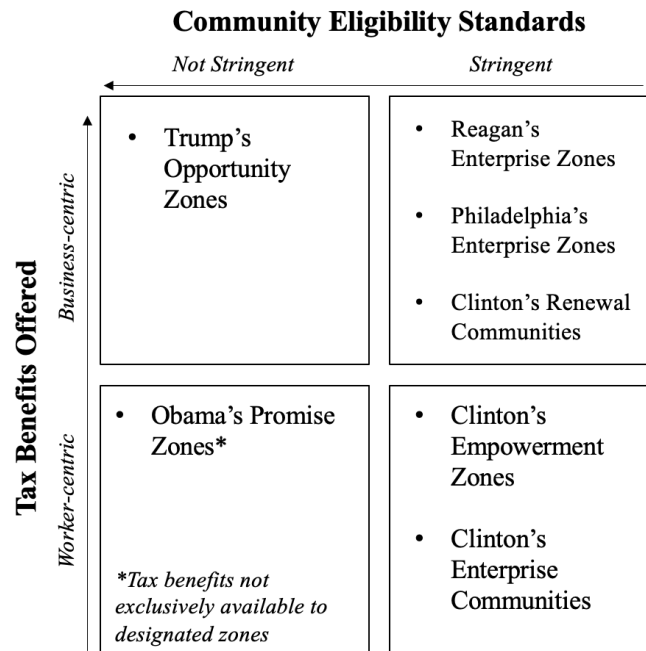 Community Eligibility Standards
Not Stringent
Stringent
Tax Benefits Offered
Business-centric
• Trump’s
Opportunity
Zones
• Reagan’s
Enterprise Zones
• Philadelphia’s
Enterprise Zones
• Clinton’s Renewal
Communities
Worker-centric
• Obama’s Promise
Zones*
*Tax benefits not
exclusively available to
designated zones
• Clinton’s
Empowerment
Zones
• Clinton’s
Enterprise
Communities